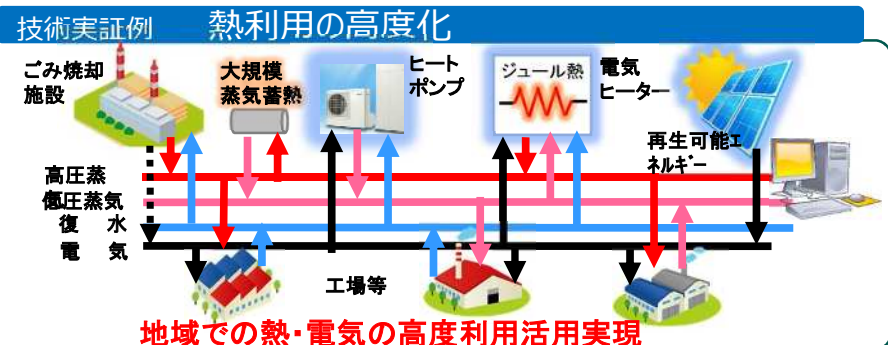 技術実証例 熱利用の高度化
ごみ焼却
施設
大規模
蒸気蓄熱
ヒート
ポンプ
ジュール熱
電気
ヒーター
再生可能エ
ネルギー
高圧蒸
低圧蒸気
復 水
電 気
工場等
地域での熱・電気の高度利用活用実現